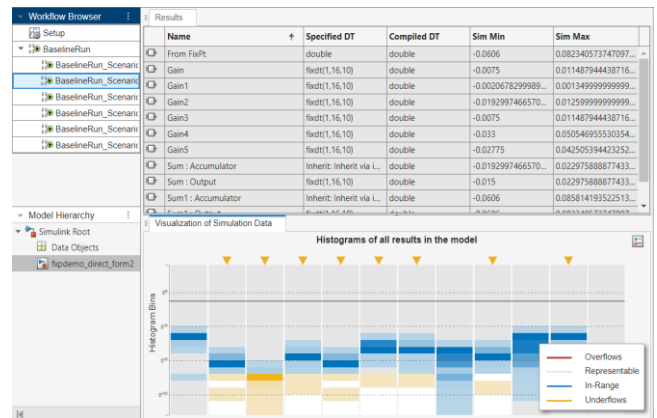 Workflow Browser
Setup
BaselineRun
BaselineRun_Scenaric
BaselineRun_Scenaric
BaselineRun_Scenaric
BaselineRun_Scenaric
BaselineRun_Scenaric
BaselineRun_Scenaric
Model Hierarchy
Simulink Root
Data Objects
fxpdemo_direct_form2
Results
Name Specified DT Compiled DT Sim Min Sim Max
From FixPt double double -0.0606 0.082340573747097...
Gain fixdt(1,16,10) double -0.0075 0.011487944438716...
Gain1 fixdt(1,16,10) double -0.0020678299989... 0.001349999999999...
Gain2 fixdt(1,16,10) double -0.0192997466570... 0.012599999999999...
Gain3 fixdt(1,16,10) double -0.0075 0.011487944438716...
Gain4 fixdt(1,16,10) double -0.033 0.050546955530354...
Gain5 fixdt(1,16,10) double -0.02775 0.042505394423252...
Sum : Accumulator Inherit: Inherit via i... double -0.0192997466570... 0.022975888877433...
Sum : Output fixdt(1,16,10) double -0.015 0.022975888877433...
Sum1 : Accumulator Inherit: Inherit via i... double -0.0606 0.085814193522513...
Visualization of Simulation Data
Histograms of all results in the model
Histogram Bins
Overflows
Representable
In-Range
Underflows